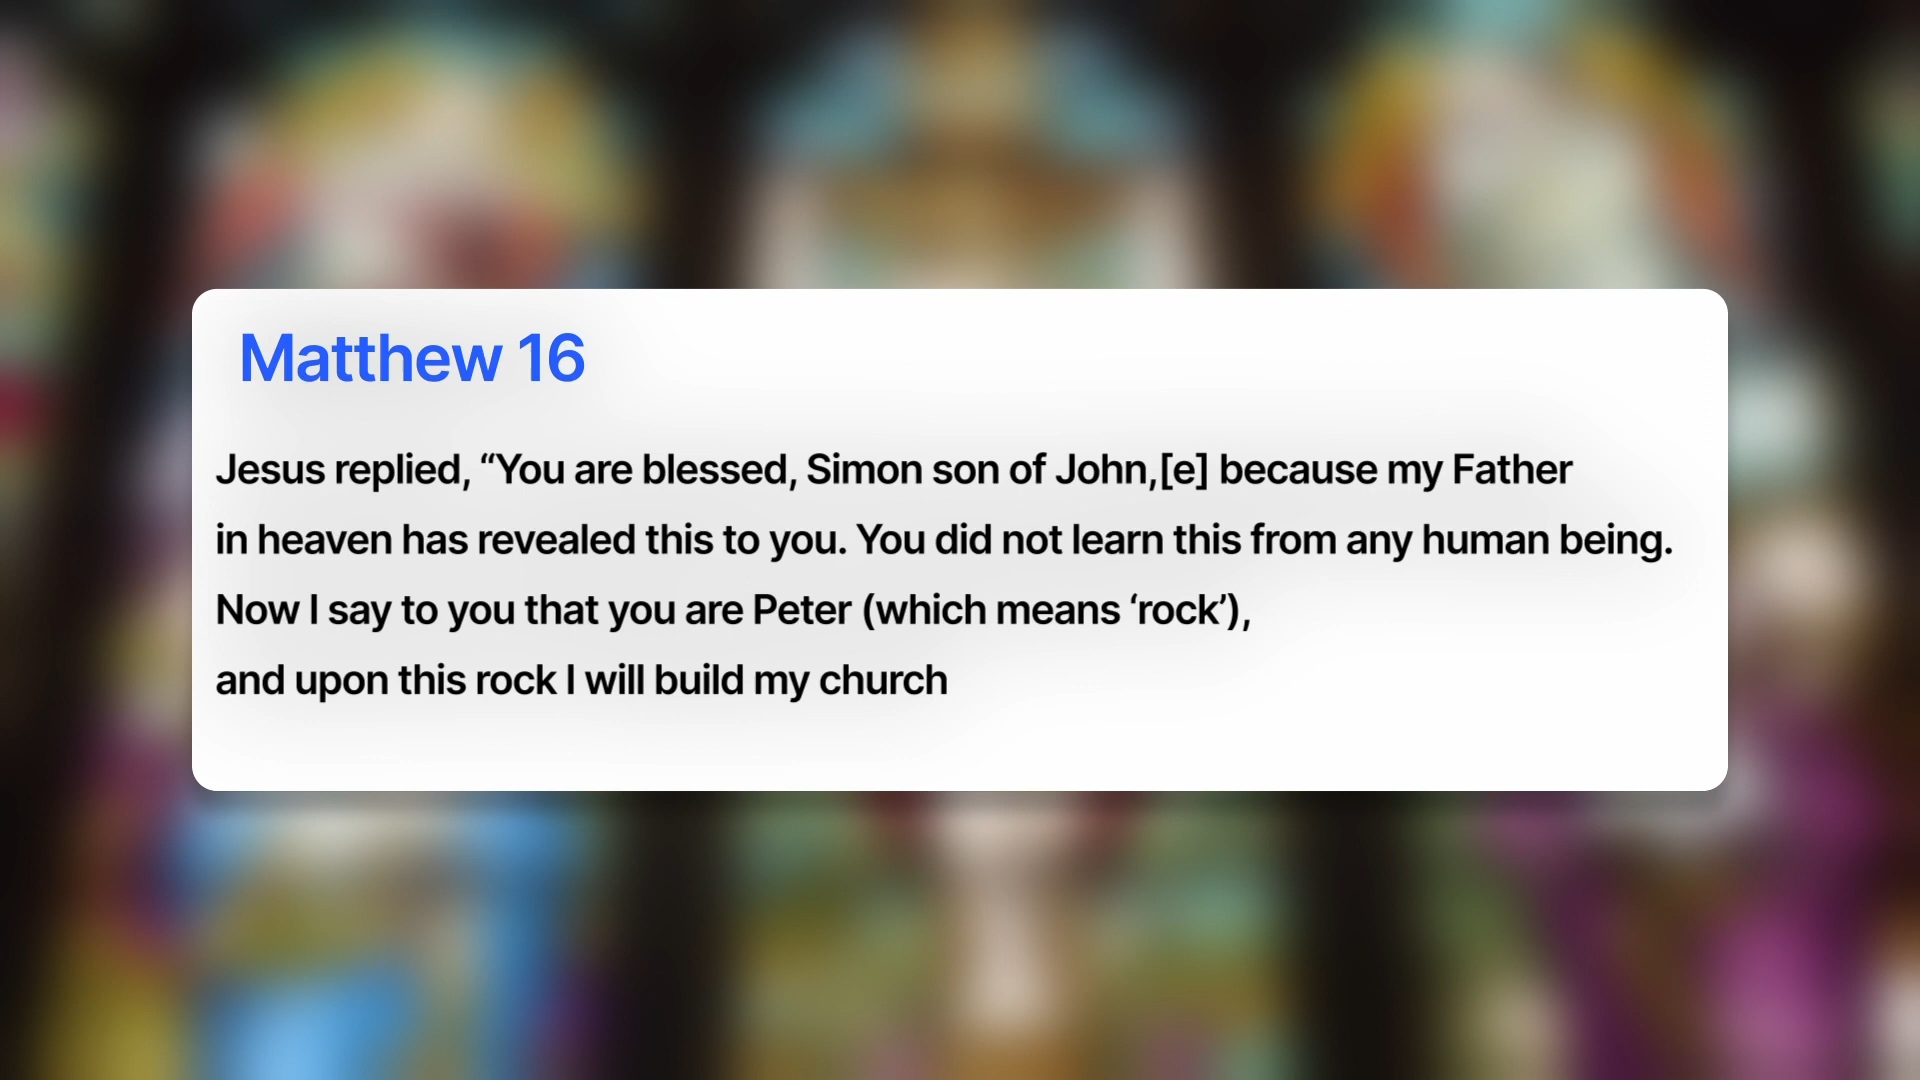 Matthew 16
Jesus replied, “You are blessed, Simon son of John,[e] because my Father
in heaven has revealed this to you. You did not learn this from any human being.
Now I say to you that you are Peter (which means ‘rock’),
and upon this rock I will build my church